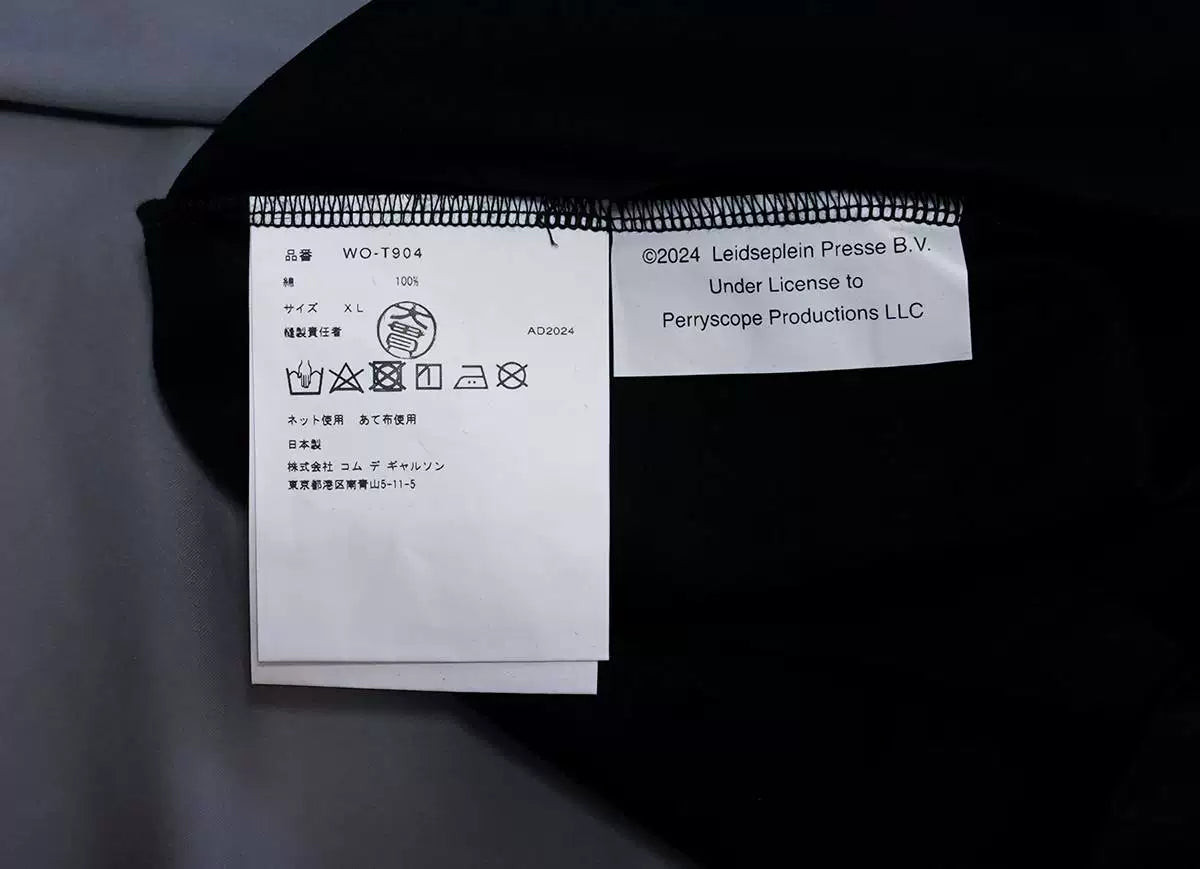 品番 WO-T904
綿 100%
サイズ XL
縫製責任者 大貫 AD2024
ネット使用 あて布使用
日本製
株式会社 コム デ ギャルソン
東京都港区南青山5-11-5
©2024 Leidseplein Presse B.V.
Under License to
Perryscope Productions LLC